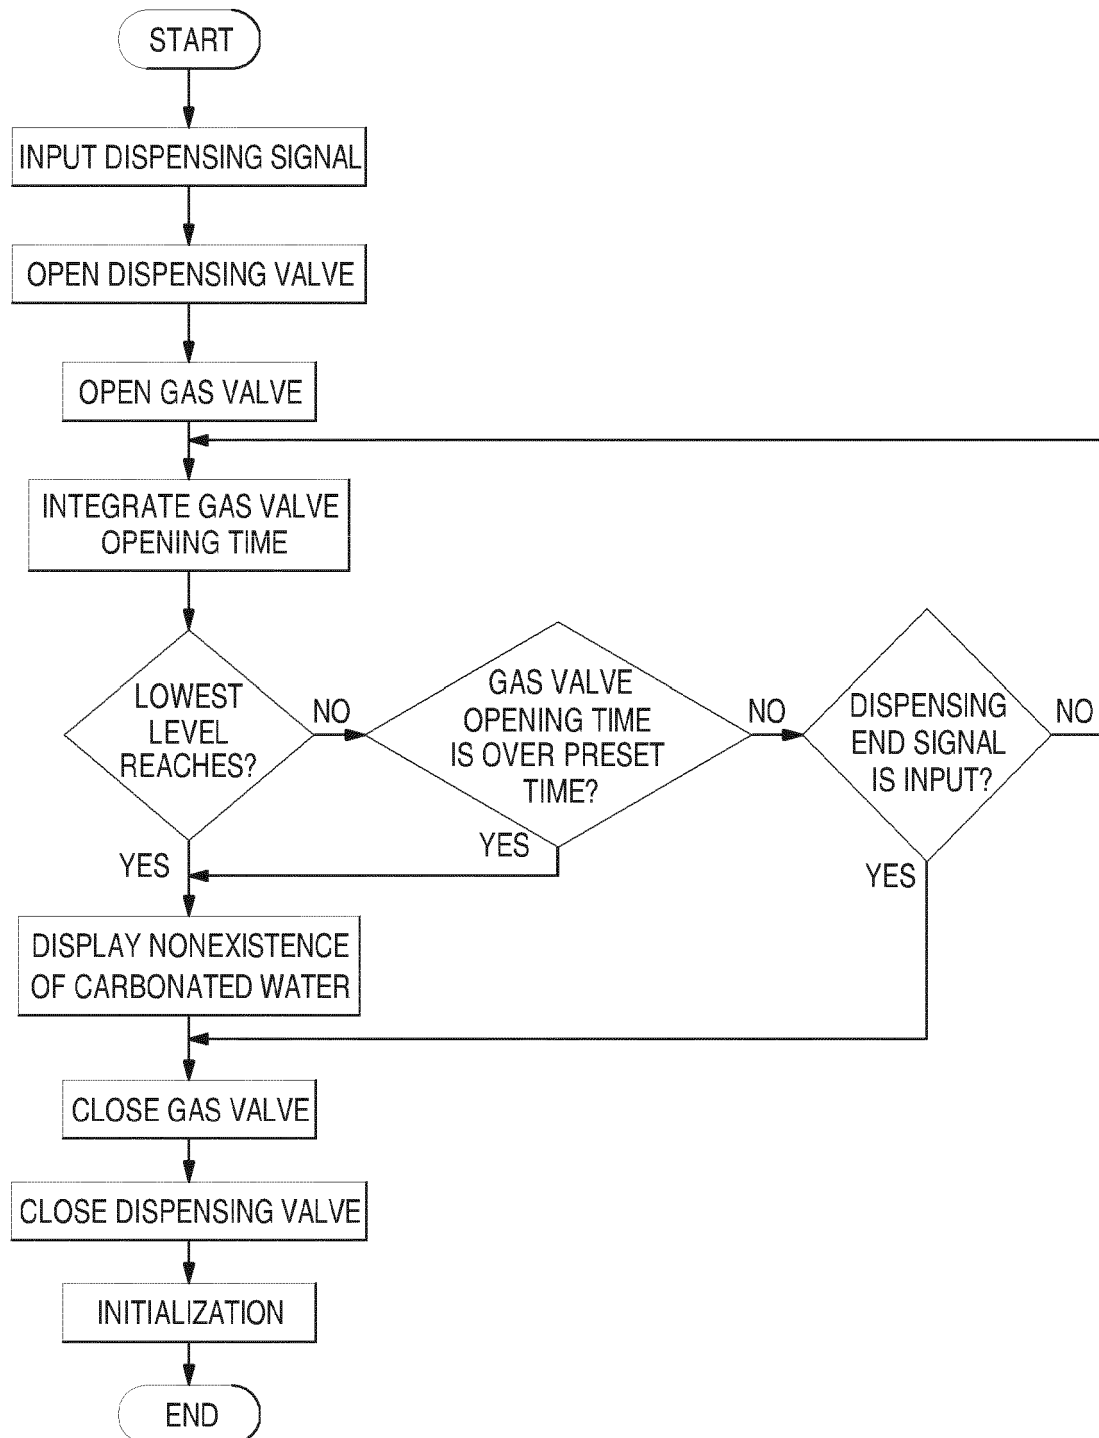 START
INPUT DISPENSING SIGNAL
OPEN DISPENSING VALVE
OPEN GAS VALVE
INTEGRATE GAS VALVE
OPENING TIME
LOWEST
LEVEL
REACHES?
NO
YES
GAS VALVE
OPENING TIME
IS OVER PRESET
TIME?
NO
YES
DISPENSING
END SIGNAL
IS INPUT?
NO
YES
DISPLAY NONEXISTENCE
OF CARBONATED WATER
CLOSE GAS VALVE
CLOSE DISPENSING VALVE
INITIALIZATION
END